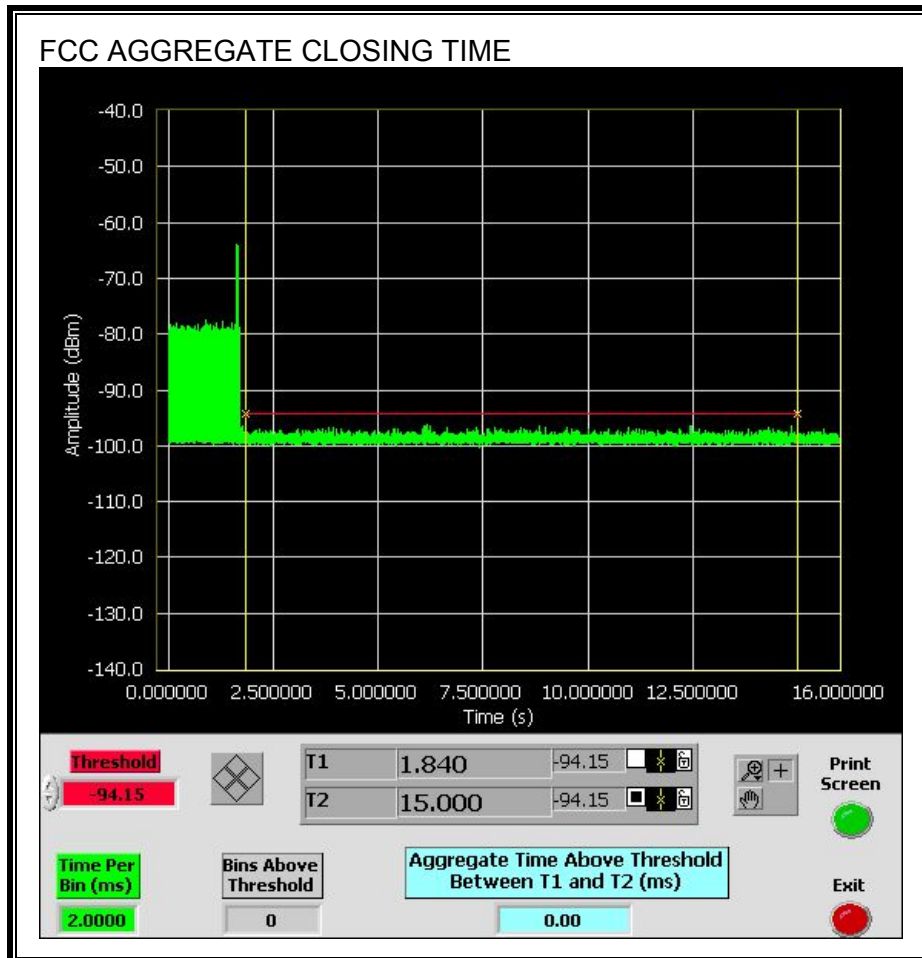 FCC AGGREGATE CLOSING TIME
-40.0
-50.0
-60.0
-70.0
-80.0
-90.0
-100.0
-110.0
-120.0
-130.0
-140.0
Amplitude (dBm)
0.000000 2.500000 5.000000 7.500000 10.000000 12.500000 16.000000
Time (s)
Threshold
-94.15
T1 1.840 -94.15
T2 15.000 -94.15
Print
Screen
Time Per
Bin (ms)
2.0000
Bins Above
Threshold
0
Aggregate Time Above Threshold
Between T1 and T2 (ms)
0.00
Exit